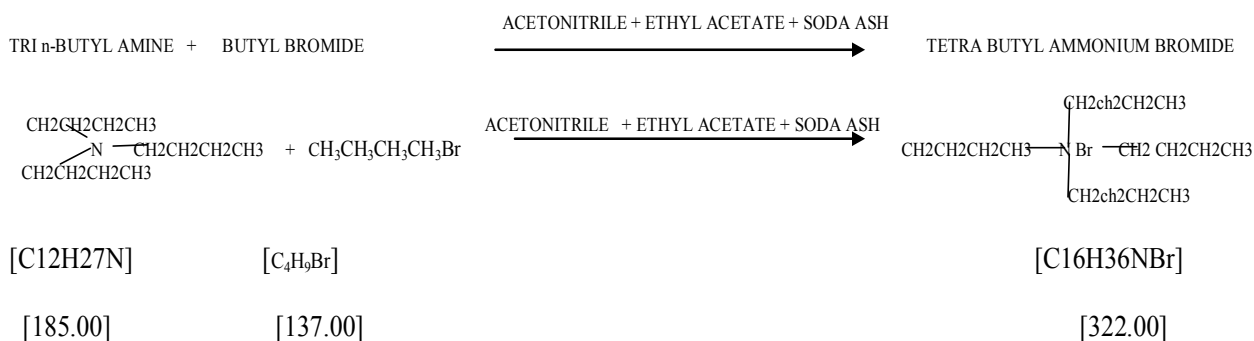 ACETONITRILE + ETHYL ACETATE + SODA ASH
TRI n-BUTYL AMINE + BUTYL BROMIDE TETRA BUTYL AMMONIUM BROMIDE
CH2ch2CH2CH3
CH2CH2CH2CH3 ACETONITRILE + ETHYL ACETATE + SODA ASH
N CH2CH2CH2CH3 + CH₃CH₃CH₃CH₃Br CH2CH2CH2CH3 N Br CH2 CH2CH2CH3
CH2CH2CH2CH3
CH2ch2CH2CH3
[C12H27N] [C₄H₉Br] [C16H36NBr]
[185.00] [137.00] [322.00]